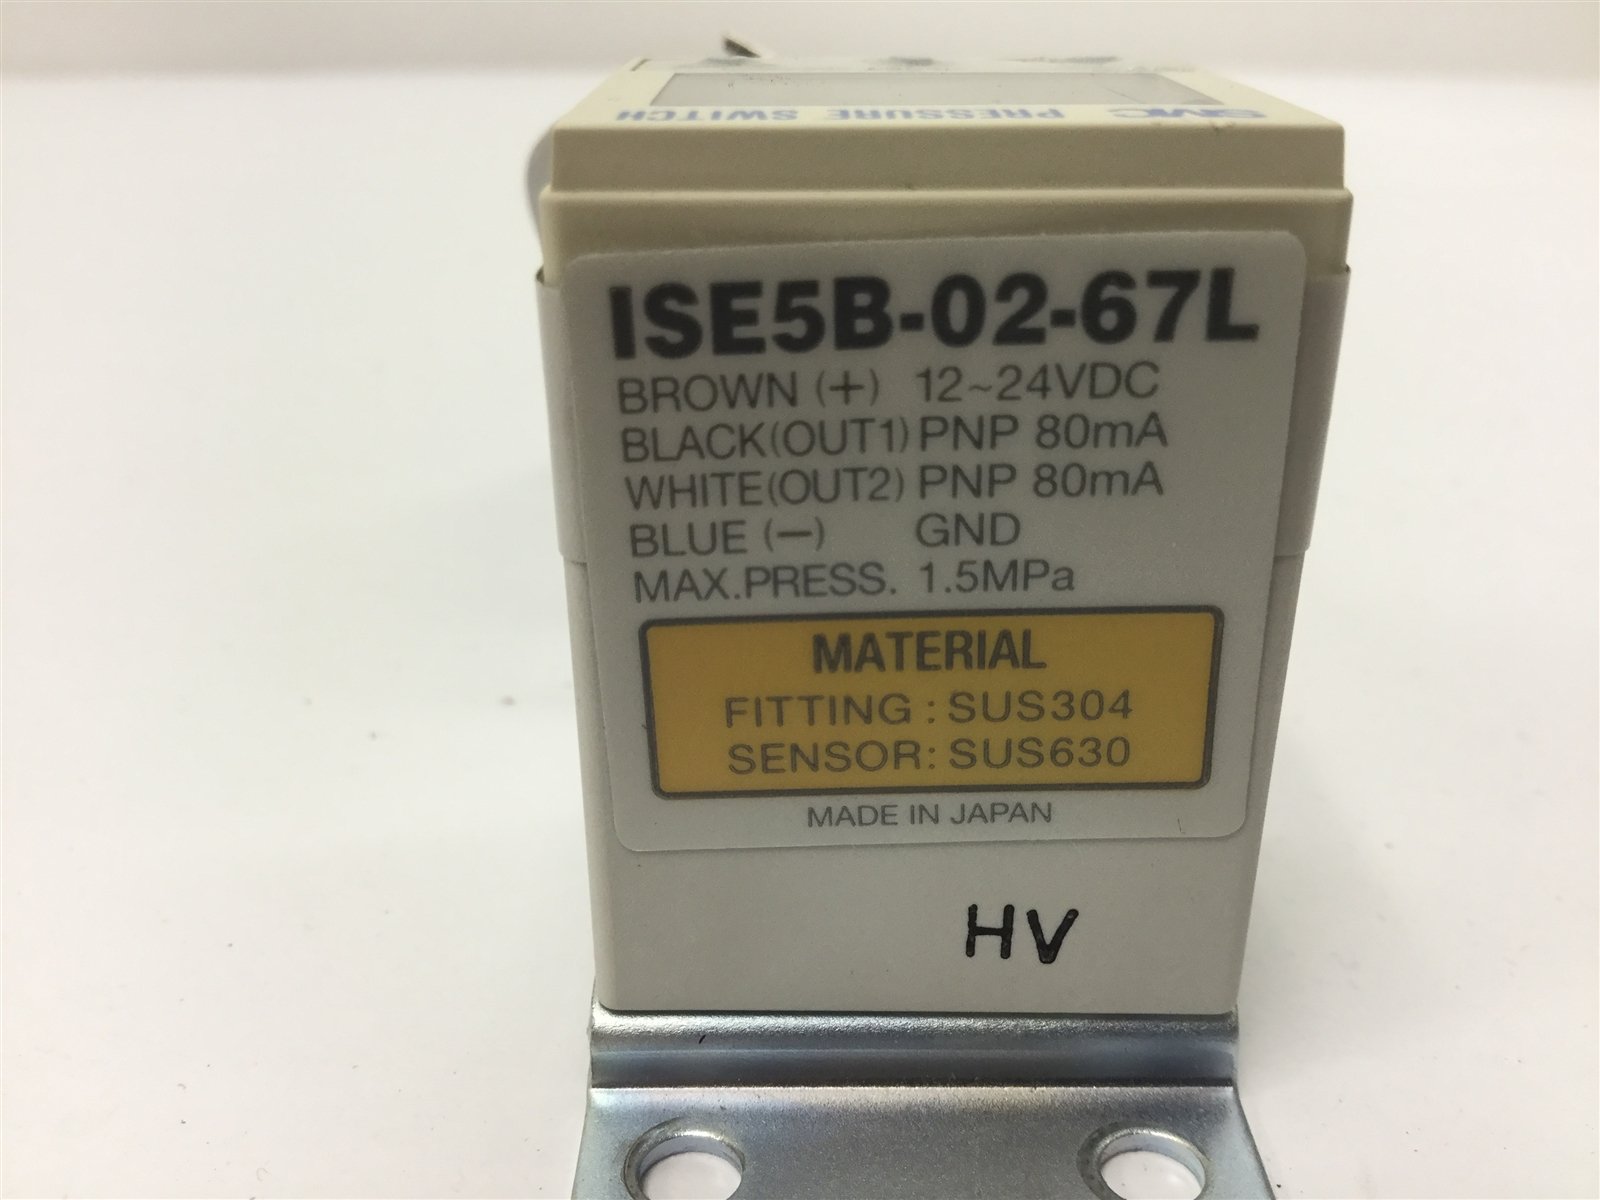 SMC PRESSURE SWITCH
ISE5B-02-67L
BROWN (+) 12~24VDC
BLACK(OUT1) PNP 80mA
WHITE(OUT2) PNP 80mA
BLUE (−) GND
MAX.PRESS. 1.5MPa
MATERIAL
FITTING : SUS304
SENSOR: SUS630
MADE IN JAPAN
HV